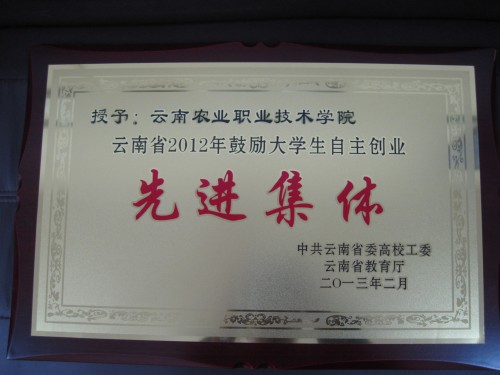 授予：云南农业职业技术学院
云南省2012年鼓励大学生自主创业
先进集体
中共云南省委高校工委
云南省教育厅
二〇一三年二月